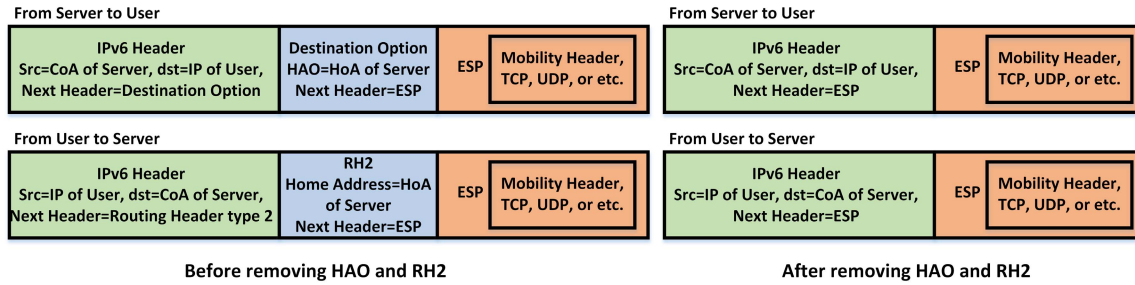 From Server to User
IPv6 Header
Src=CoA of Server, dst=IP of User,
Next Header=Destination Option
Destination Option
HAO=HoA of Server
Next Header=ESP
ESP
Mobility Header,
TCP, UDP, or etc.
From User to Server
IPv6 Header
Src=IP of User, dst=CoA of Server,
Next Header=Routing Header type 2
RH2
Home Address=HoA
of Server
Next Header=ESP
ESP
Mobility Header,
TCP, UDP, or etc.
Before removing HAO and RH2
From Server to User
IPv6 Header
Src=CoA of Server, dst=IP of User,
Next Header=ESP
ESP
Mobility Header,
TCP, UDP, or etc.
From User to Server
IPv6 Header
Src=IP of User, dst=CoA of Server,
Next Header=ESP
ESP
Mobility Header,
TCP, UDP, or etc.
After removing HAO and RH2